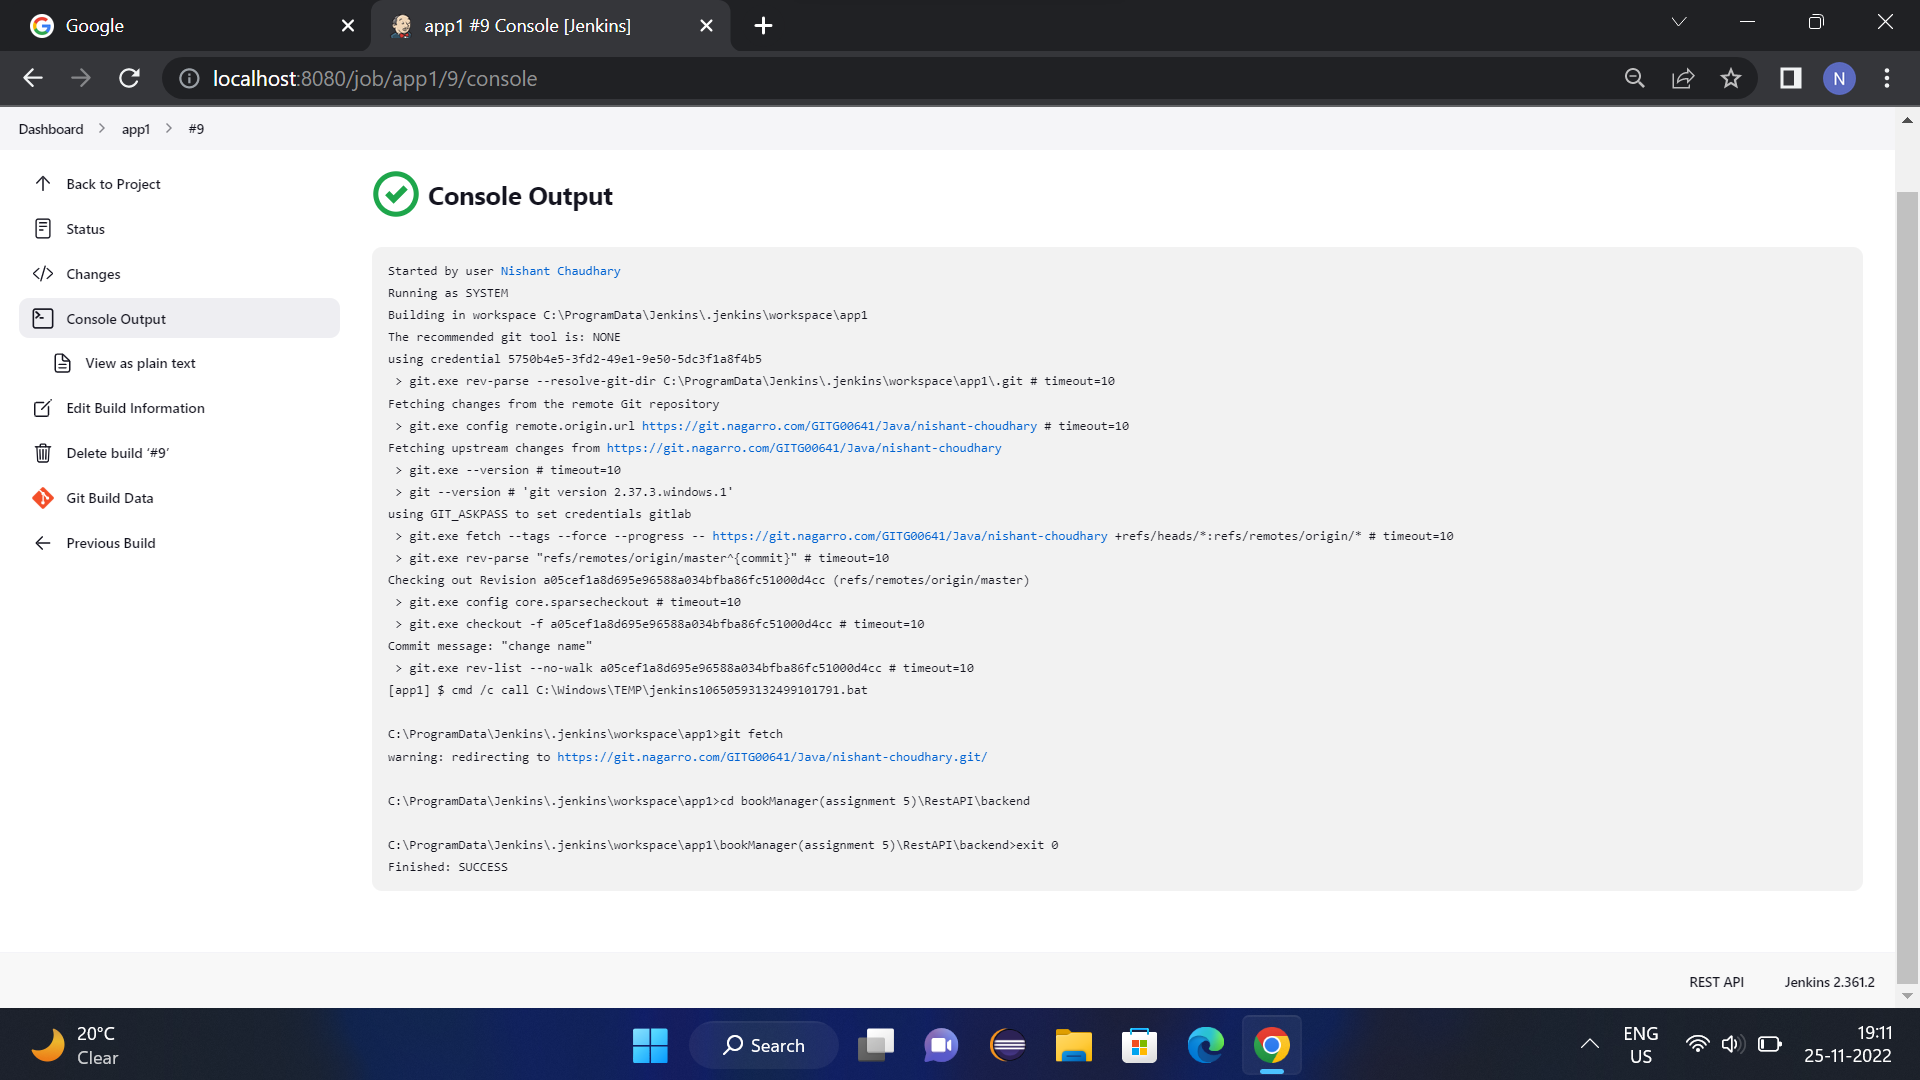 Google
app1 #9 Console [Jenkins]
localhost:8080/job/app1/9/console
N
Dashboard
app1
#9
Back to Project
Status
Changes
Console Output
View as plain text
Edit Build Information
Delete build ‘#9’
Git Build Data
Previous Build
Console Output
Started by user Nishant Chaudhary
Running as SYSTEM
Building in workspace C:\ProgramData\Jenkins\.jenkins\workspace\app1
The recommended git tool is: NONE
using credential 5750b4e5-3fd2-49e1-9e50-5dc3f1a8f4b5
> git.exe rev-parse --resolve-git-dir C:\ProgramData\Jenkins\.jenkins\workspace\app1\.git # timeout=10
Fetching changes from the remote Git repository
> git.exe config remote.origin.url https://git.nagarro.com/GITG00641/Java/nishant-choudhary # timeout=10
Fetching upstream changes from https://git.nagarro.com/GITG00641/Java/nishant-choudhary
> git.exe --version # timeout=10
> git --version # 'git version 2.37.3.windows.1'
using GIT_ASKPASS to set credentials gitlab
> git.exe fetch --tags --force --progress -- https://git.nagarro.com/GITG00641/Java/nishant-choudhary +refs/heads/*:refs/remotes/origin/* # timeout=10
> git.exe rev-parse "refs/remotes/origin/master^{commit}" # timeout=10
Checking out Revision a05cef1a8d695e96588a034bfba86fc51000d4cc (refs/remotes/origin/master)
> git.exe config core.sparsecheckout # timeout=10
> git.exe checkout -f a05cef1a8d695e96588a034bfba86fc51000d4cc # timeout=10
Commit message: "change name"
> git.exe rev-list --no-walk a05cef1a8d695e96588a034bfba86fc51000d4cc # timeout=10
[app1] $ cmd /c call C:\Windows\TEMP\jenkins10650593132499101791.bat
C:\ProgramData\Jenkins\.jenkins\workspace\app1>git fetch
warning: redirecting to https://git.nagarro.com/GITG00641/Java/nishant-choudhary.git/
C:\ProgramData\Jenkins\.jenkins\workspace\app1>cd bookManager(assignment 5)\RestAPI\backend
C:\ProgramData\Jenkins\.jenkins\workspace\app1\bookManager(assignment 5)\RestAPI\backend>exit 0
Finished: SUCCESS
REST API
Jenkins 2.361.2
20°C
Clear
Search
ENG
US
19:11
25-11-2022